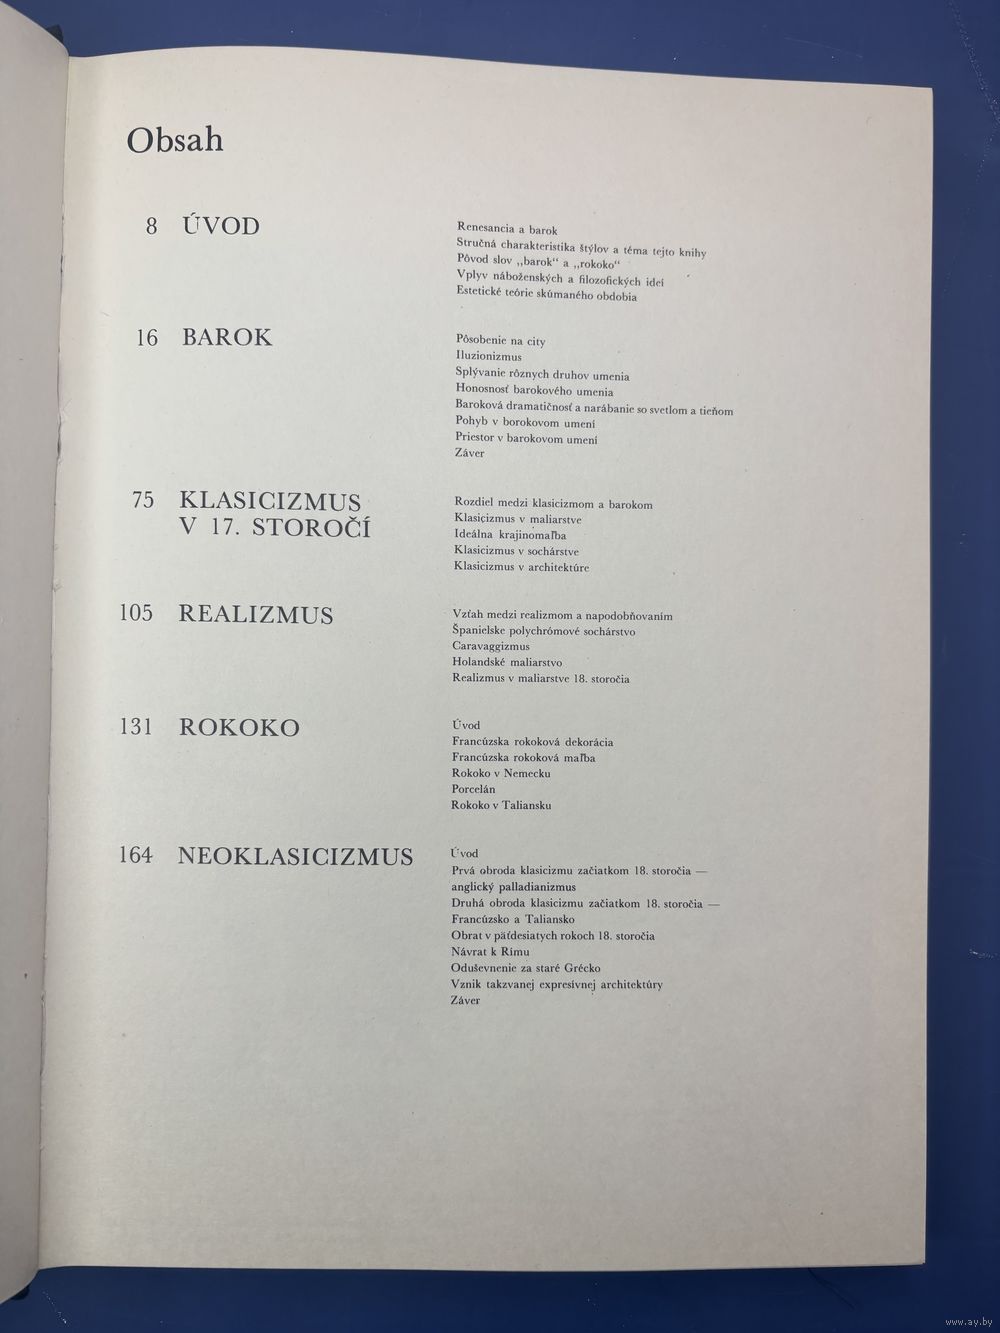 Obsah
8 ÚVOD
Renesancia a barok
Stručná charakteristika štýlov a téma tejto knihy
Pôvod slov „barok“ a „rokoko“
Vplyv náboženských a filozofických ideí
Estetické teórie skúmaného obdobia
16 BAROK
Pôsobenie na city
Iluzionizmus
Splývanie rôznych druhov umenia
Honosnosť barokového umenia
Baroková dramatičnosť a narábanie so svetlom a tieňom
Pohyb v borokovom umení
Priestor v barokovom umení
Záver
75 KLASICIZMUS
V 17. STOROČÍ
Rozdiel medzi klasicizmom a barokom
Klasicizmus v maliarstve
Ideálna krajinomaľba
Klasicizmus v sochárstve
Klasicizmus v architektúre
105 REALIZMUS
Vzťah medzi realizmom a napodobňovaním
Španielske polychrómové sochárstvo
Caravaggizmus
Holandské maliarstvo
Realizmus v maliarstve 18. storočia
131 ROKOKO
Úvod
Francúzska rokoková dekorácia
Francúzska rokoková maľba
Rokoko v Nemecku
Porcelán
Rokoko v Taliansku
164 NEOKLASICIZMUS
Úvod
Prvá obroda klasicizmu začiatkom 18. storočia —
anglický palladianizmus
Druhá obroda klasicizmu začiatkom 18. storočia —
Francúzsko a Taliansko
Obrat v päťdesiatych rokoch 18. storočia
Návrat k Rímu
Oduševnenie za staré Grécko
Vznik takzvanej expresívnej architektúry
Záver
www.ay.by